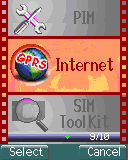 PIM
GPRS
Internet
SIM
Tool Kit
9/10
Select Cancel